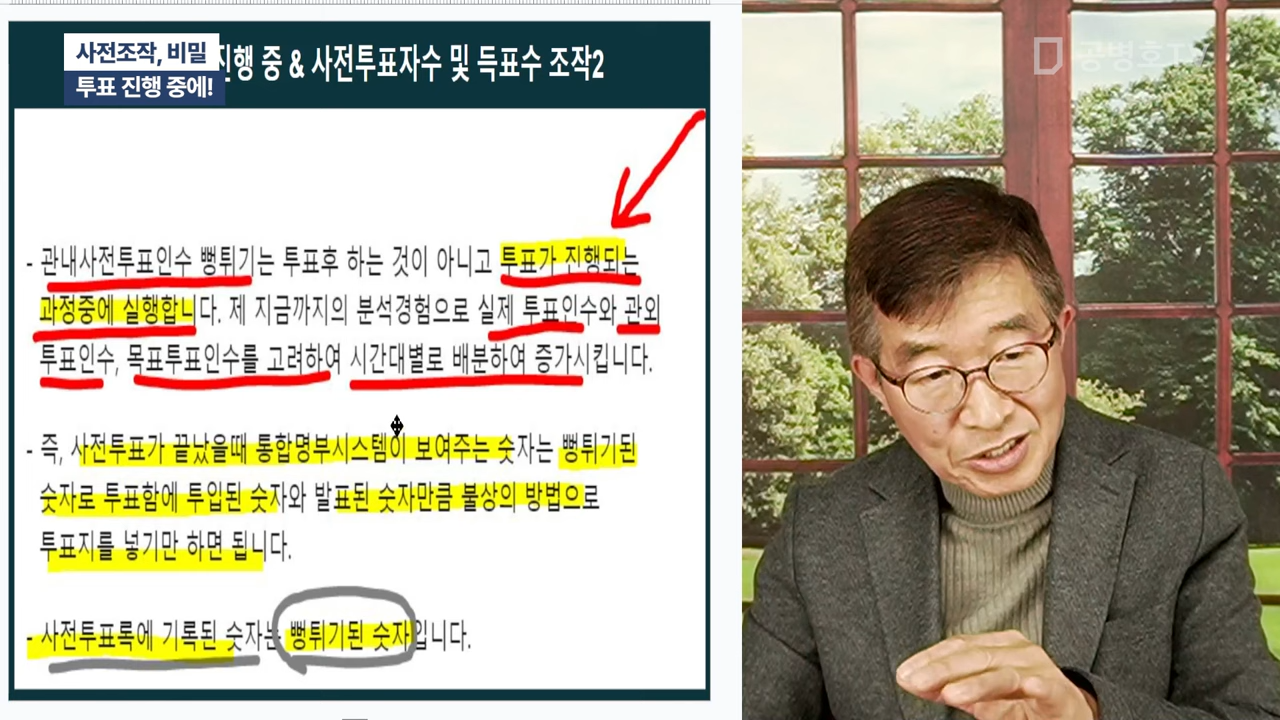 사전조작, 비밀
투표 진행 중에!
진행 중 & 사전투표자수 및 득표수 조작2
공병호TV
- 관내사전투표인수 뻥튀기는 투표후 하는 것이 아니고 투표가 진행되는
과정중에 실행합니다. 제 지금까지의 분석경험으로 실제 투표인수와 관외
투표인수, 목표투표인수를 고려하여 시간대별로 배분하여 증가시킵니다.
- 즉, 사전투표가 끝났을때 통합명부시스템이 보여주는 숫자는 뻥튀기된
숫자로 투표함에 투입된 숫자와 발표된 숫자만큼 불상의 방법으로
투표지를 넣기만 하면 됩니다.
- 사전투표록에 기록된 숫자는 뻥튀기된 숫자입니다.